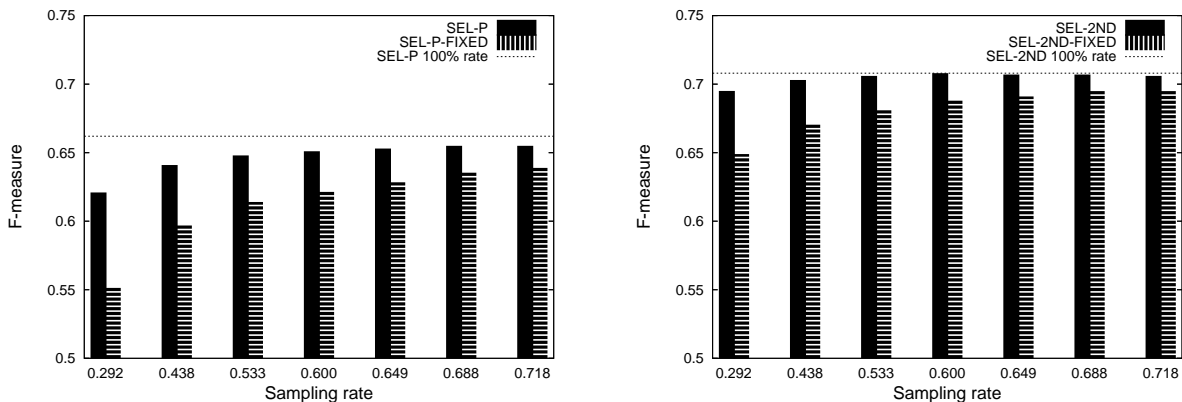 0.75
0.7
0.65
0.6
0.55
0.5
F-measure
SEL-P
SEL-P-FIXED
SEL-P 100% rate
0.292 0.438 0.533 0.600 0.649 0.688 0.718
Sampling rate
0.75
0.7
0.65
0.6
0.55
0.5
F-measure
SEL-2ND
SEL-2ND-FIXED
SEL-2ND 100% rate
0.292 0.438 0.533 0.600 0.649 0.688 0.718
Sampling rate